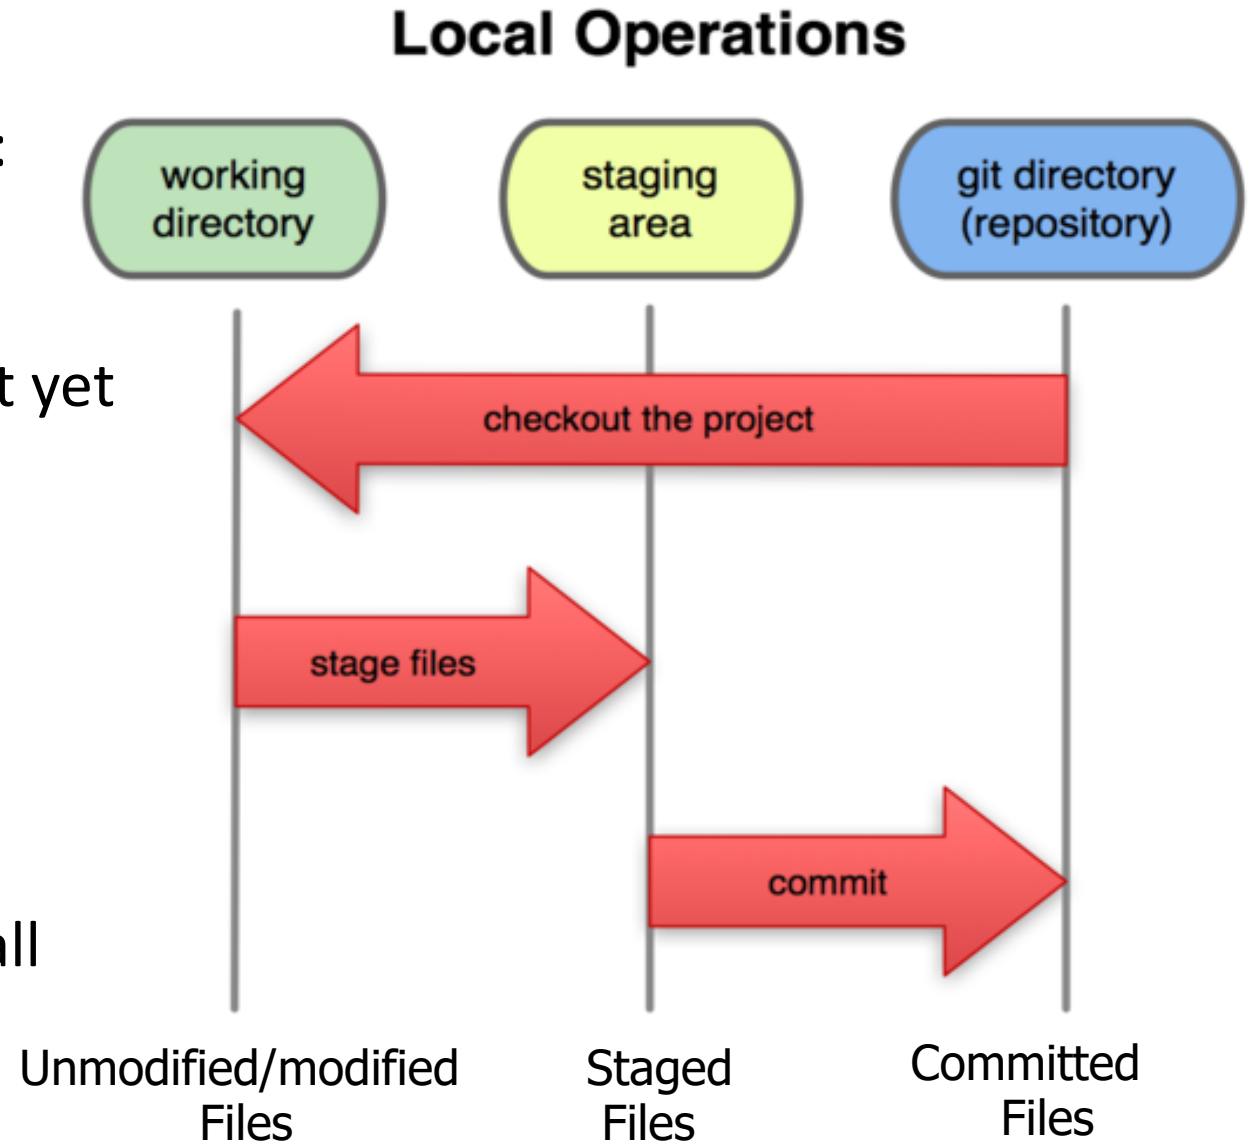 Local Operations
:
working
directory
staging
area
git directory
(repository)
t yet
checkout the project
stage files
commit
all
Unmodified/modified
Files
Staged
Files
Committed
Files